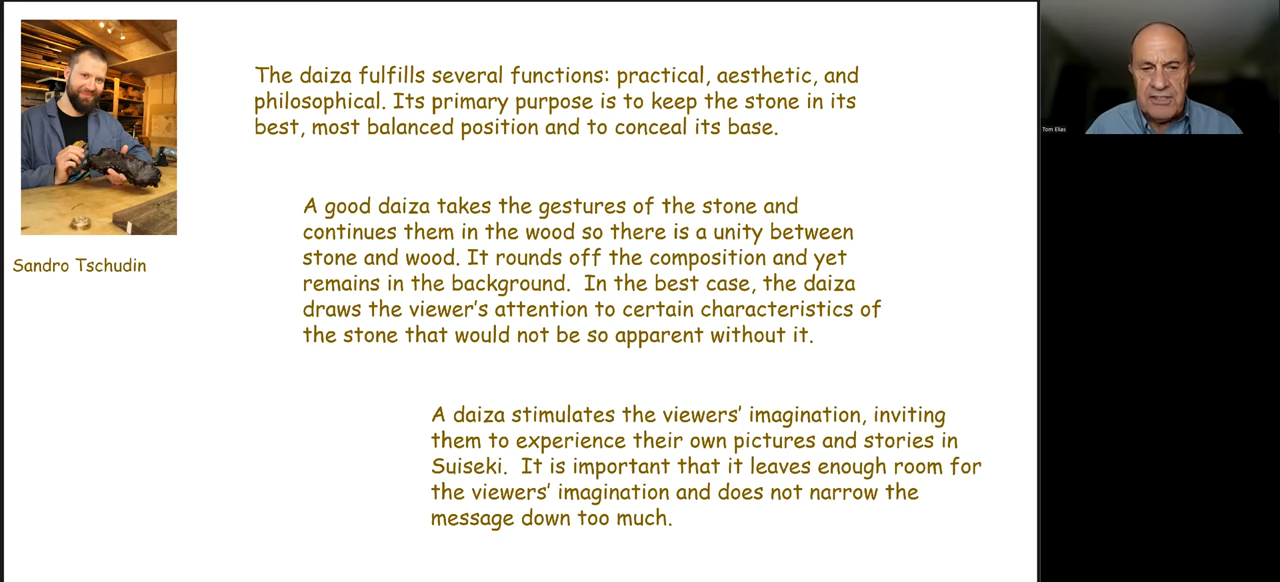 The daiza fulfills several functions: practical, aesthetic, and
philosophical. Its primary purpose is to keep the stone in its
best, most balanced position and to conceal its base.
Sandro Tschudin
A good daiza takes the gestures of the stone and
continues them in the wood so there is a unity between
stone and wood. It rounds off the composition and yet
remains in the background.  In the best case, the daiza
draws the viewer's attention to certain characteristics of
the stone that would not be so apparent without it.
A daiza stimulates the viewers' imagination, inviting
them to experience their own pictures and stories in
Suiseki.  It is important that it leaves enough room for
the viewers' imagination and does not narrow the
message down too much.
Tom Elias